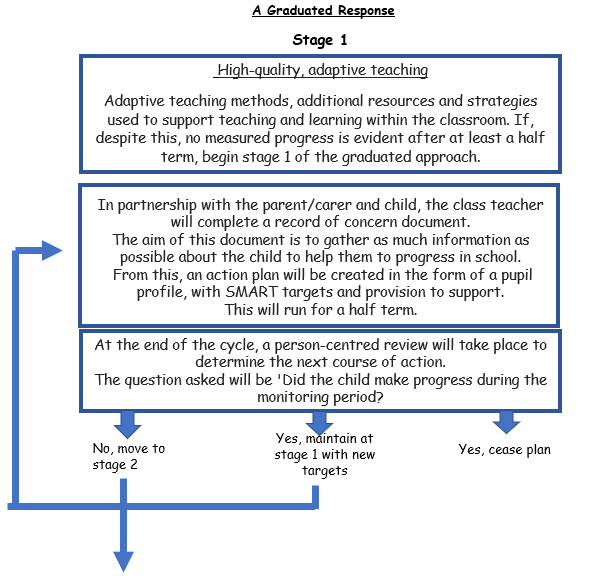 A Graduated Response
Stage 1
High-quality, adaptive teaching
Adaptive teaching methods, additional resources and strategies
used to support teaching and learning within the classroom. If,
despite this, no measured progress is evident after at least a half
term, begin stage 1 of the graduated approach.
In partnership with the parent/carer and child, the class teacher
will complete a record of concern document.
The aim of this document is to gather as much information as
possible about the child to help them to progress in school.
From this, an action plan will be created in the form of a pupil
profile, with SMART targets and provision to support.
This will run for a half term.
At the end of the cycle, a person-centred review will take place to
determine the next course of action.
The question asked will be 'Did the child make progress during the
monitoring period?
No, move to
stage 2
Yes, maintain at
stage 1 with new
targets
Yes, cease plan